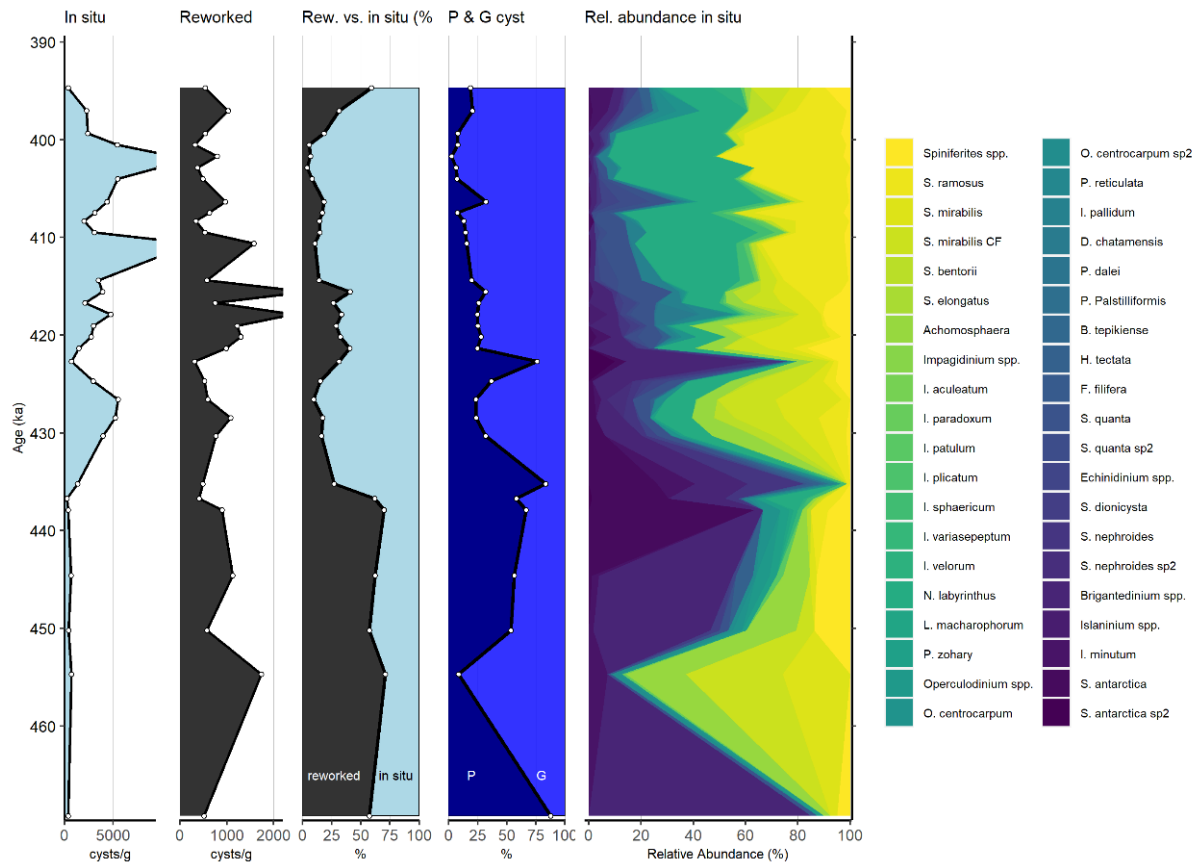 In situ
Reworked
Rew. vs. in situ (%
P & G cyst
Rel. abundance in situ
Age (ka)
390
400
410
420
430
440
450
460
reworked
in situ
P
G
0 5000
0 1000 2000
0 25 50 75 100
0 25 50 75 100
0 20 40 60 80 100
cysts/g
cysts/g
%
%
Relative Abundance (%)
Spiniferites spp.
S. ramosus
S. mirabilis
S. mirabilis CF
S. bentorii
S. elongatus
Achomosphaera
Impagidinium spp.
I. aculeatum
I. paradoxum
I. patulum
I. plicatum
I. sphaericum
I. variasepeptum
I. velorum
N. labyrinthus
L. macharophorum
P. zohary
Operculodinium spp.
O. centrocarpum
O. centrocarpum sp2
P. reticulata
I. pallidum
D. chatamensis
P. dalei
P. Palstilliformis
B. tepikiense
H. tectata
F. filifera
S. quanta
S. quanta sp2
Echinidinium spp.
S. dionicysta
S. nephroides
S. nephroides sp2
Brigantedinium spp.
Islaninium spp.
I. minutum
S. antarctica
S. antarctica sp2